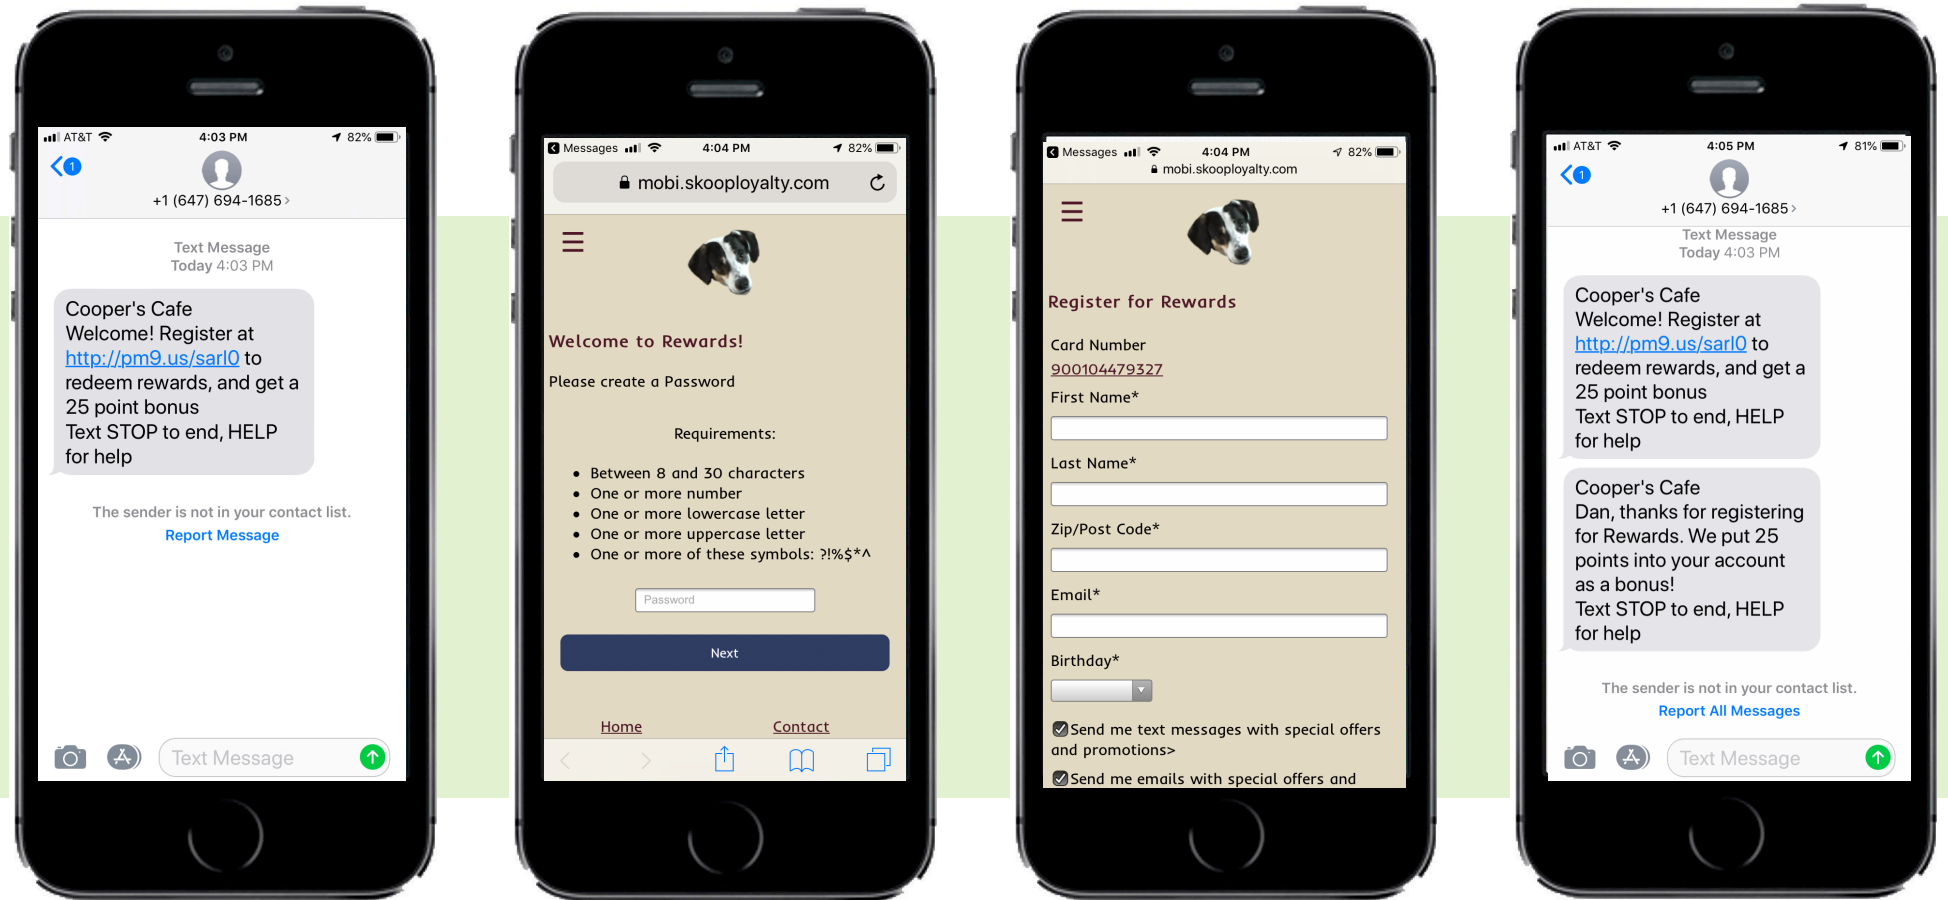 AT&T 4:03 PM 82%
1
+1 (647) 694-1685
Text Message
Today 4:03 PM
Cooper's Cafe
Welcome! Register at
http://pm9.us/sarl0 to
redeem rewards, and get a
25 point bonus
Text STOP to end, HELP
for help
The sender is not in your contact list.
Report Message
Text Message
Messages 4:04 PM 82%
mobi.skooployalty.com
Welcome to Rewards!
Please create a Password
Requirements:
• Between 8 and 30 characters
• One or more number
• One or more lowercase letter
• One or more uppercase letter
• One or more of these symbols: ?!%$*^
Password
Next
Home Contact
Messages 4:04 PM 82%
mobi.skooployalty.com
Register for Rewards
Card Number
900104479327
First Name*
Last Name*
Zip/Post Code*
Email*
Birthday*
Send me text messages with special offers
and promotions>
Send me emails with special offers and
AT&T 4:05 PM 81%
1
+1 (647) 694-1685
Text Message
Today 4:03 PM
Cooper's Cafe
Welcome! Register at
http://pm9.us/sarl0 to
redeem rewards, and get a
25 point bonus
Text STOP to end, HELP
for help
Cooper's Cafe
Dan, thanks for registering
for Rewards. We put 25
points into your account
as a bonus!
Text STOP to end, HELP
for help
The sender is not in your contact list.
Report All Messages
Text Message